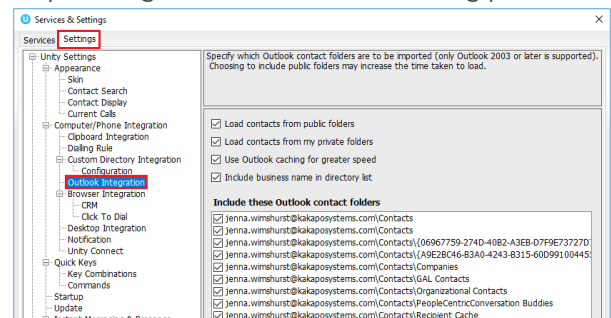 Services & Settings
Services Settings
Unity Settings
Appearance
Skin
Contact Search
Contact Display
Current Calls
Computer/Phone Integration
Clipboard Integration
Dialing Rule
Custom Directory Integration
Configuration
Outlook Integration
Browser Integration
CRM
Click To Dial
Desktop Integration
Notification
Unity Connect
Quick Keys
Key Combinations
Commands
Startup
Update
Specify which Outlook contact folders are to be imported (only Outlook 2003 or later is supported).
Choosing to include public folders may increase the time taken to load.
Load contacts from public folders
Load contacts from my private folders
Use Outlook caching for greater speed
Include business name in directory list
Include these Outlook contact folders
jenna.wimshurst@kakaposystems.com\Contacts
jenna.wimshurst@kakaposystems.com\Contacts
jenna.wimshurst@kakaposystems.com\Contacts\{06967759-274D-40B2-A3EB-D7F9E73727D
jenna.wimshurst@kakaposystems.com\Contacts\{A9E2BC46-B3A0-4243-B315-60D99100445
jenna.wimshurst@kakaposystems.com\Contacts\Companies
jenna.wimshurst@kakaposystems.com\Contacts\GAL Contacts
jenna.wimshurst@kakaposystems.com\Contacts\Organizational Contacts
jenna.wimshurst@kakaposystems.com\Contacts\PeopleCentricConversation Buddies
jenna.wimshurst@kakaposystems.com\Contacts\Recipient Cache